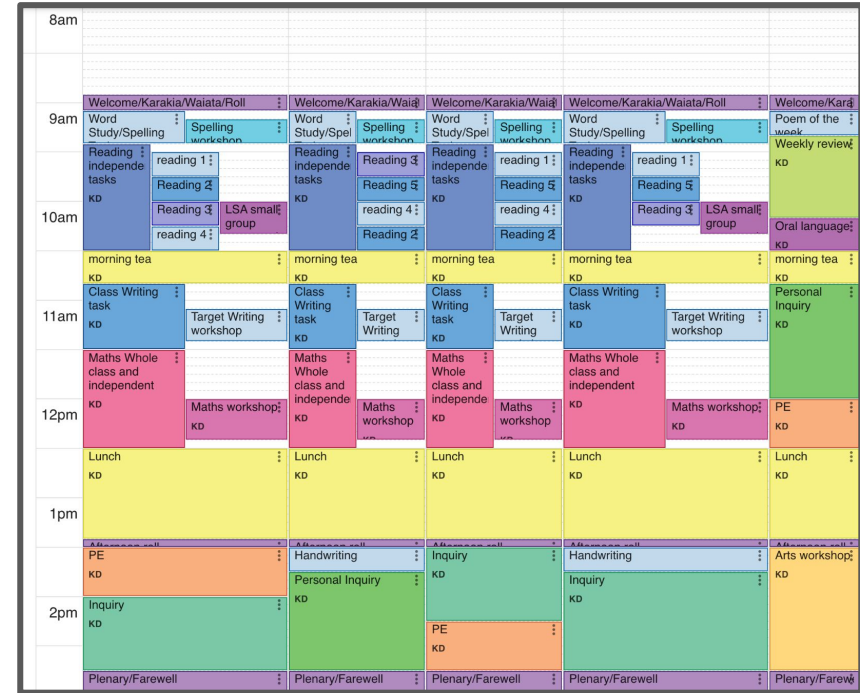 8am
Welcome/Karakia/Waiata/Roll
Welcome/Karakia/Waia
Welcome/Karakia/Waia
Welcome/Karakia/Waiata/Roll
Welcome/Kara
9am
Word
Study/Spelling
Spelling
workshop
Word
Study/Spel
Spelling
workshop
Word
Study/Spel
Spelling
workshop
Word
Study/Spelling
Spelling
workshop
Poem of the
week
Reading
independe
tasks
KD
reading 1
Reading 2
Reading 3
reading 4
LSA small
group
Reading
independe
tasks
KD
Reading 3
Reading 5
reading 4
Reading 2
Reading
independe
tasks
KD
reading 1
Reading 5
reading 4
Reading 2
Reading
independe
tasks
KD
reading 1
Reading 5
Reading 3
LSA small
group
Weekly review
KD
10am
Oral language
KD
morning tea
KD
morning tea
KD
morning tea
KD
morning tea
KD
morning tea
KD
11am
Class Writing
task
KD
Target Writing
workshop
Class
Writing
task
KD
Target
Writing
Class
Writing
task
KD
Target
Writing
Class Writing
task
KD
Target Writing
workshop
Personal
Inquiry
KD
Maths Whole
class and
independent
KD
Maths workshop
KD
Maths
Whole
class and
independe
KD
Maths
workshop
Maths
Whole
class and
independe
KD
Maths
workshop
KD
Maths Whole
class and
independent
KD
Maths workshop
KD
12pm
PE
KD
Lunch
KD
Lunch
KD
Lunch
KD
Lunch
KD
Lunch
KD
1pm
Afternoon roll
Afternoon roll
Afternoon roll
Afternoon roll
PE
KD
Handwriting
Personal Inquiry
KD
Inquiry
KD
Handwriting
Inquiry
KD
Arts workshop
KD
2pm
Inquiry
KD
PE
KD
Plenary/Farewell
Plenary/Farewell
Plenary/Farewell
Plenary/Farewell
Plenary/Farew